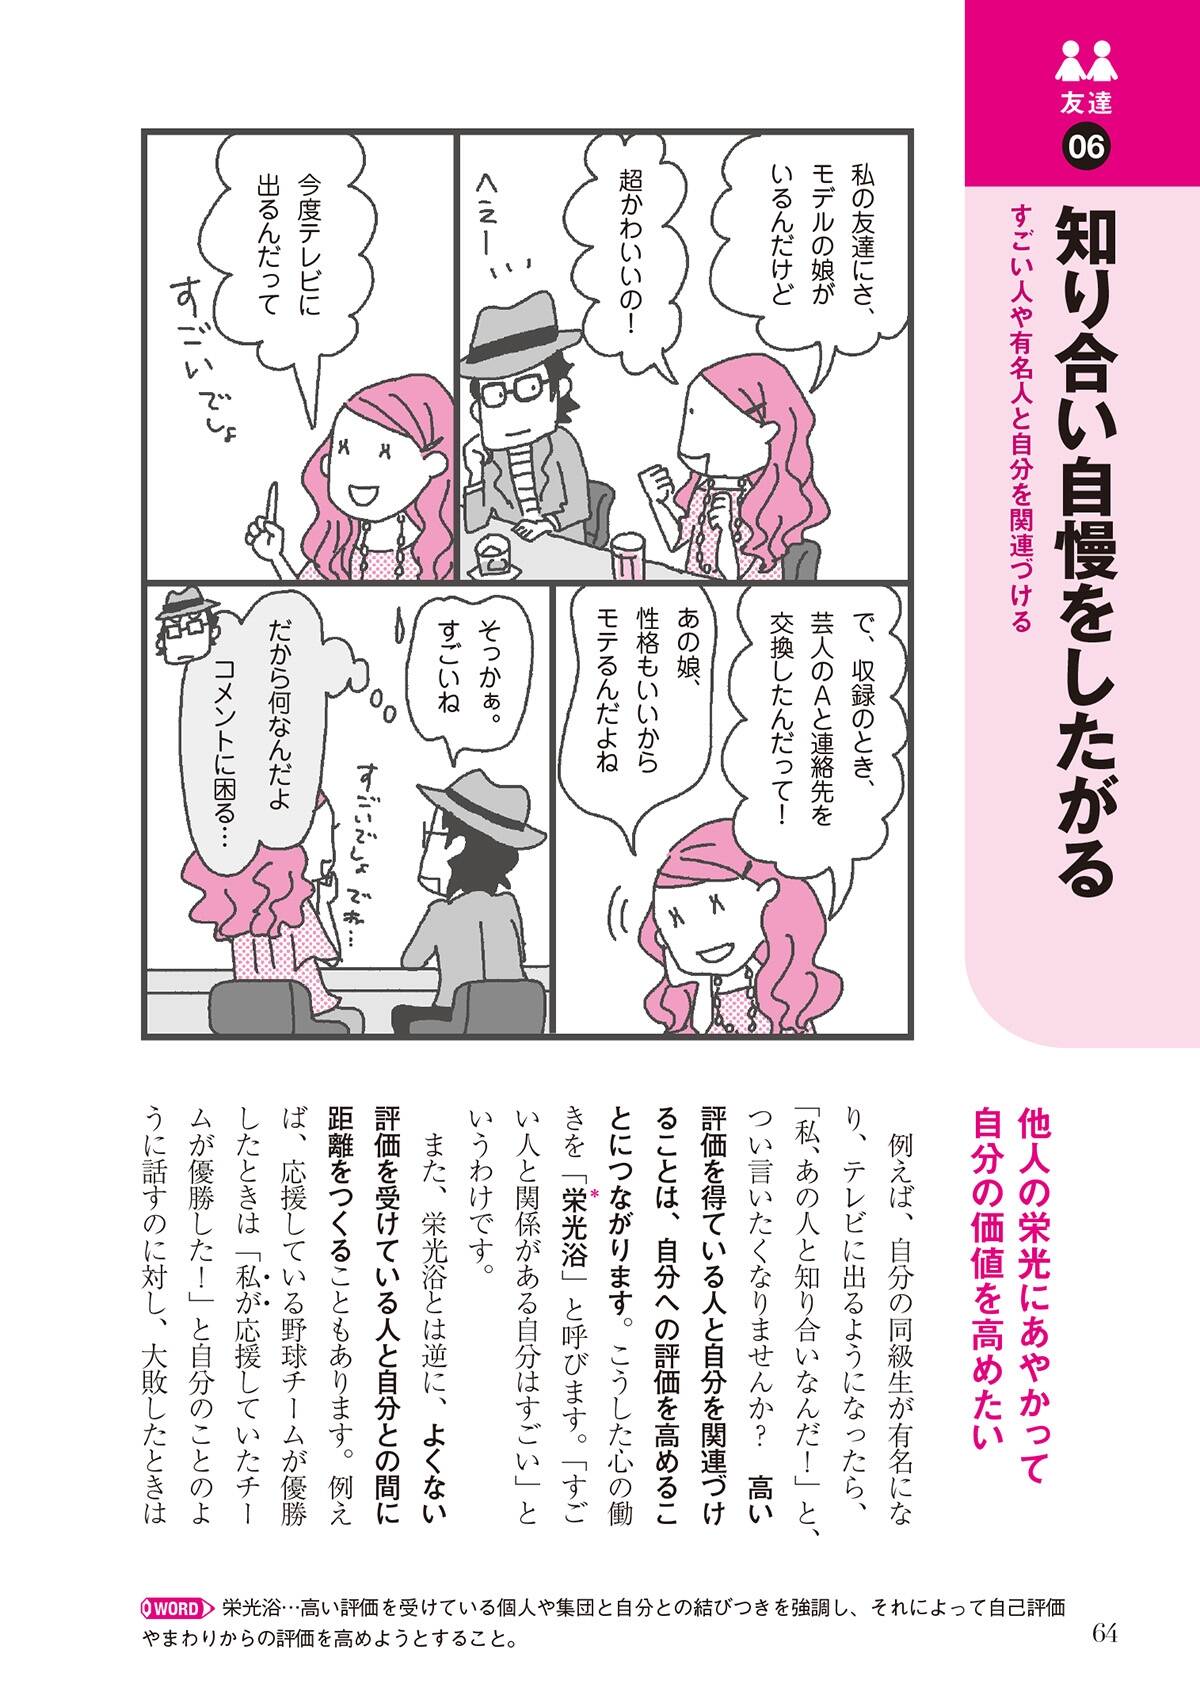 友達
06
知り合い自慢をしたがる
すごい人や有名人と自分を関連づける
私の友達にさ、
モデルの娘が
いるんだけど
超かわいいの！
へぇー…
今度テレビに
出るんだって
すごいでしょ
で、収録のとき、
芸人のAと連絡先を
交換したんだって！
あの娘、
性格もいいから
モテるんだよね
そっかぁ。
すごいね
だから何なんだよ
コメントに困る…
すごいでしょ
でね…
他人の栄光にあやかって
自分の価値を高めたい
例えば、自分の同級生が有名にな
り、テレビに出るようになったら、
「私、あの人と知り合いなんだ！」と、
つい言いたくなりませんか？　高い
評価を得ている人と自分を関連づけ
ることは、自分への評価を高めるこ
とにつながります。こうした心の働
きを「栄光浴*」と呼びます。「すご
い人と関係がある自分はすごい」と
いうわけです。
また、栄光浴とは逆に、よくない
評価を受けている人と自分との間に
距離をつくることもあります。例え
ば、応援している野球チームが優勝
したときは「私が応援していたチー
ムが優勝した！」と自分のことのよ
うに話すのに対し、大敗したときは
WORD 栄光浴…高い評価を受けている個人や集団と自分との結びつきを強調し、それによって自己評価
やまわりからの評価を高めようとすること。
64